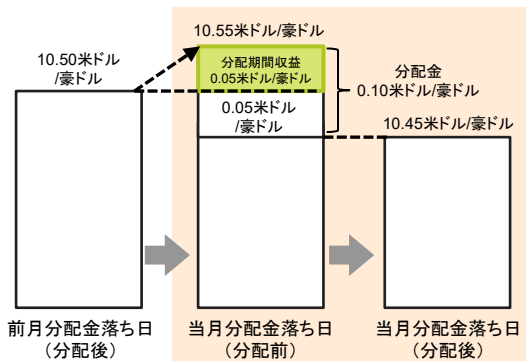 10.50米ドル
/豪ドル
10.55米ドル/豪ドル
分配期間収益
0.05米ドル/豪ドル
0.05米ドル
/豪ドル
分配金
0.10米ドル/豪ドル
10.45米ドル/豪ドル
前月分配金落ち日
（分配後）
当月分配金落ち日
（分配前）
当月分配金落ち日
（分配後）